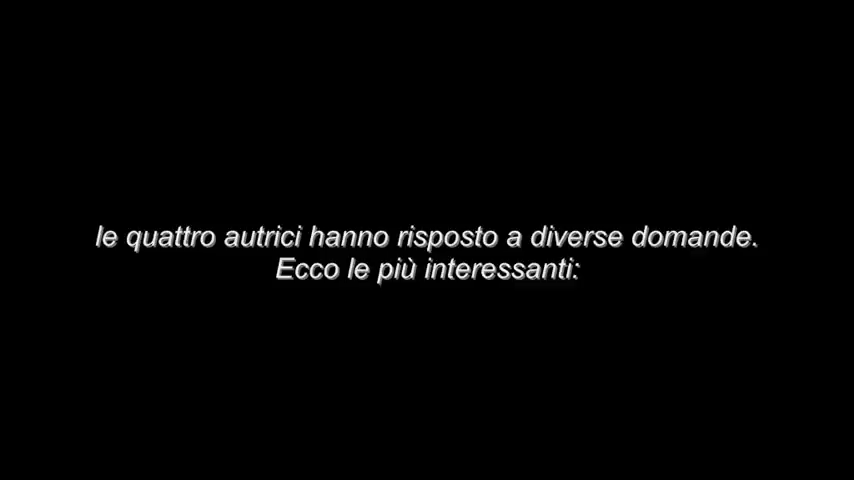 le quattro autrici hanno risposto a diverse domande.
Ecco le più interessanti: